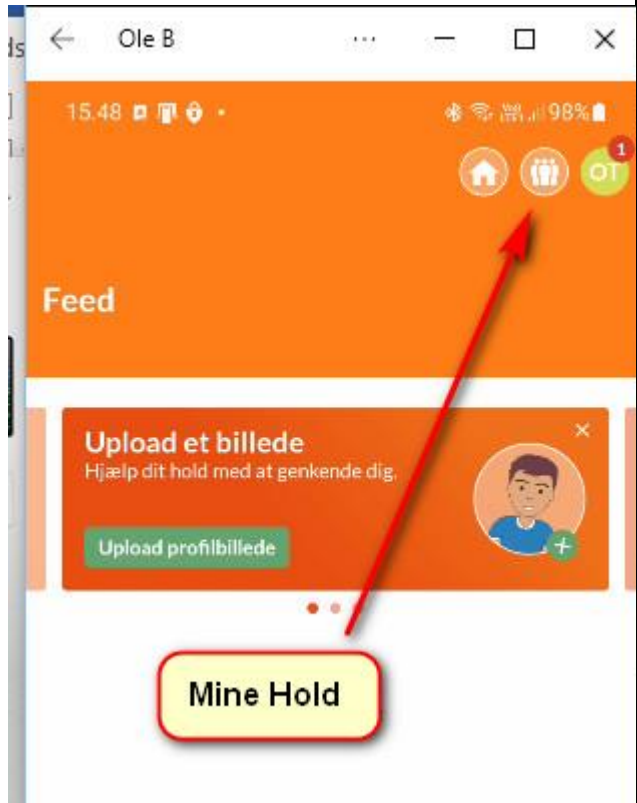 ds
Ole B
15.48
98%
1
OT
Feed
Upload et billede
Hjælp dit hold med at genkende dig.
Upload profilbillede
Mine Hold